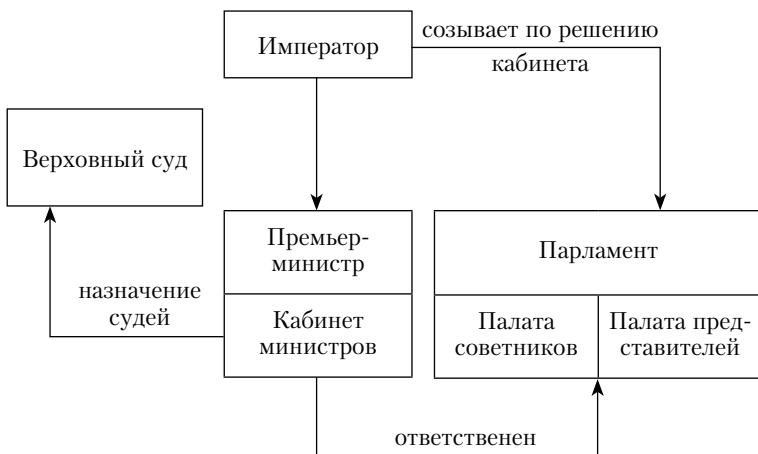 Император
созывает по решению
кабинета
Верховный суд
Премьер-
министр
Парламент
назначение
судей
Кабинет
министров
Палата
советников
Палата пред-
ставителей
ответственен